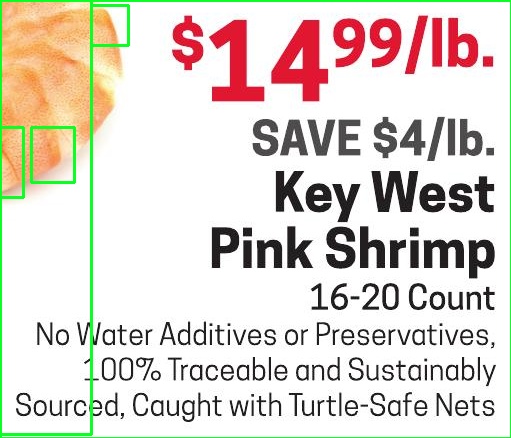 $14.99/lb.
SAVE $4/lb.
Key West
Pink Shrimp
16-20 Count
No Water Additives or Preservatives,
100% Traceable and Sustainably
Sourced, Caught with Turtle-Safe Nets